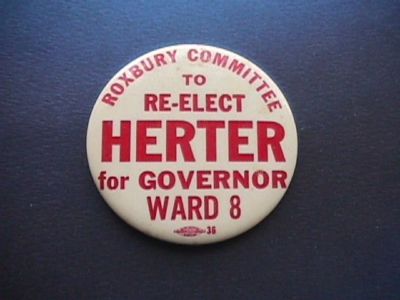 ROXBURY COMMITTEE
TO
RE-ELECT
HERTER
for GOVERNOR
WARD 8
36